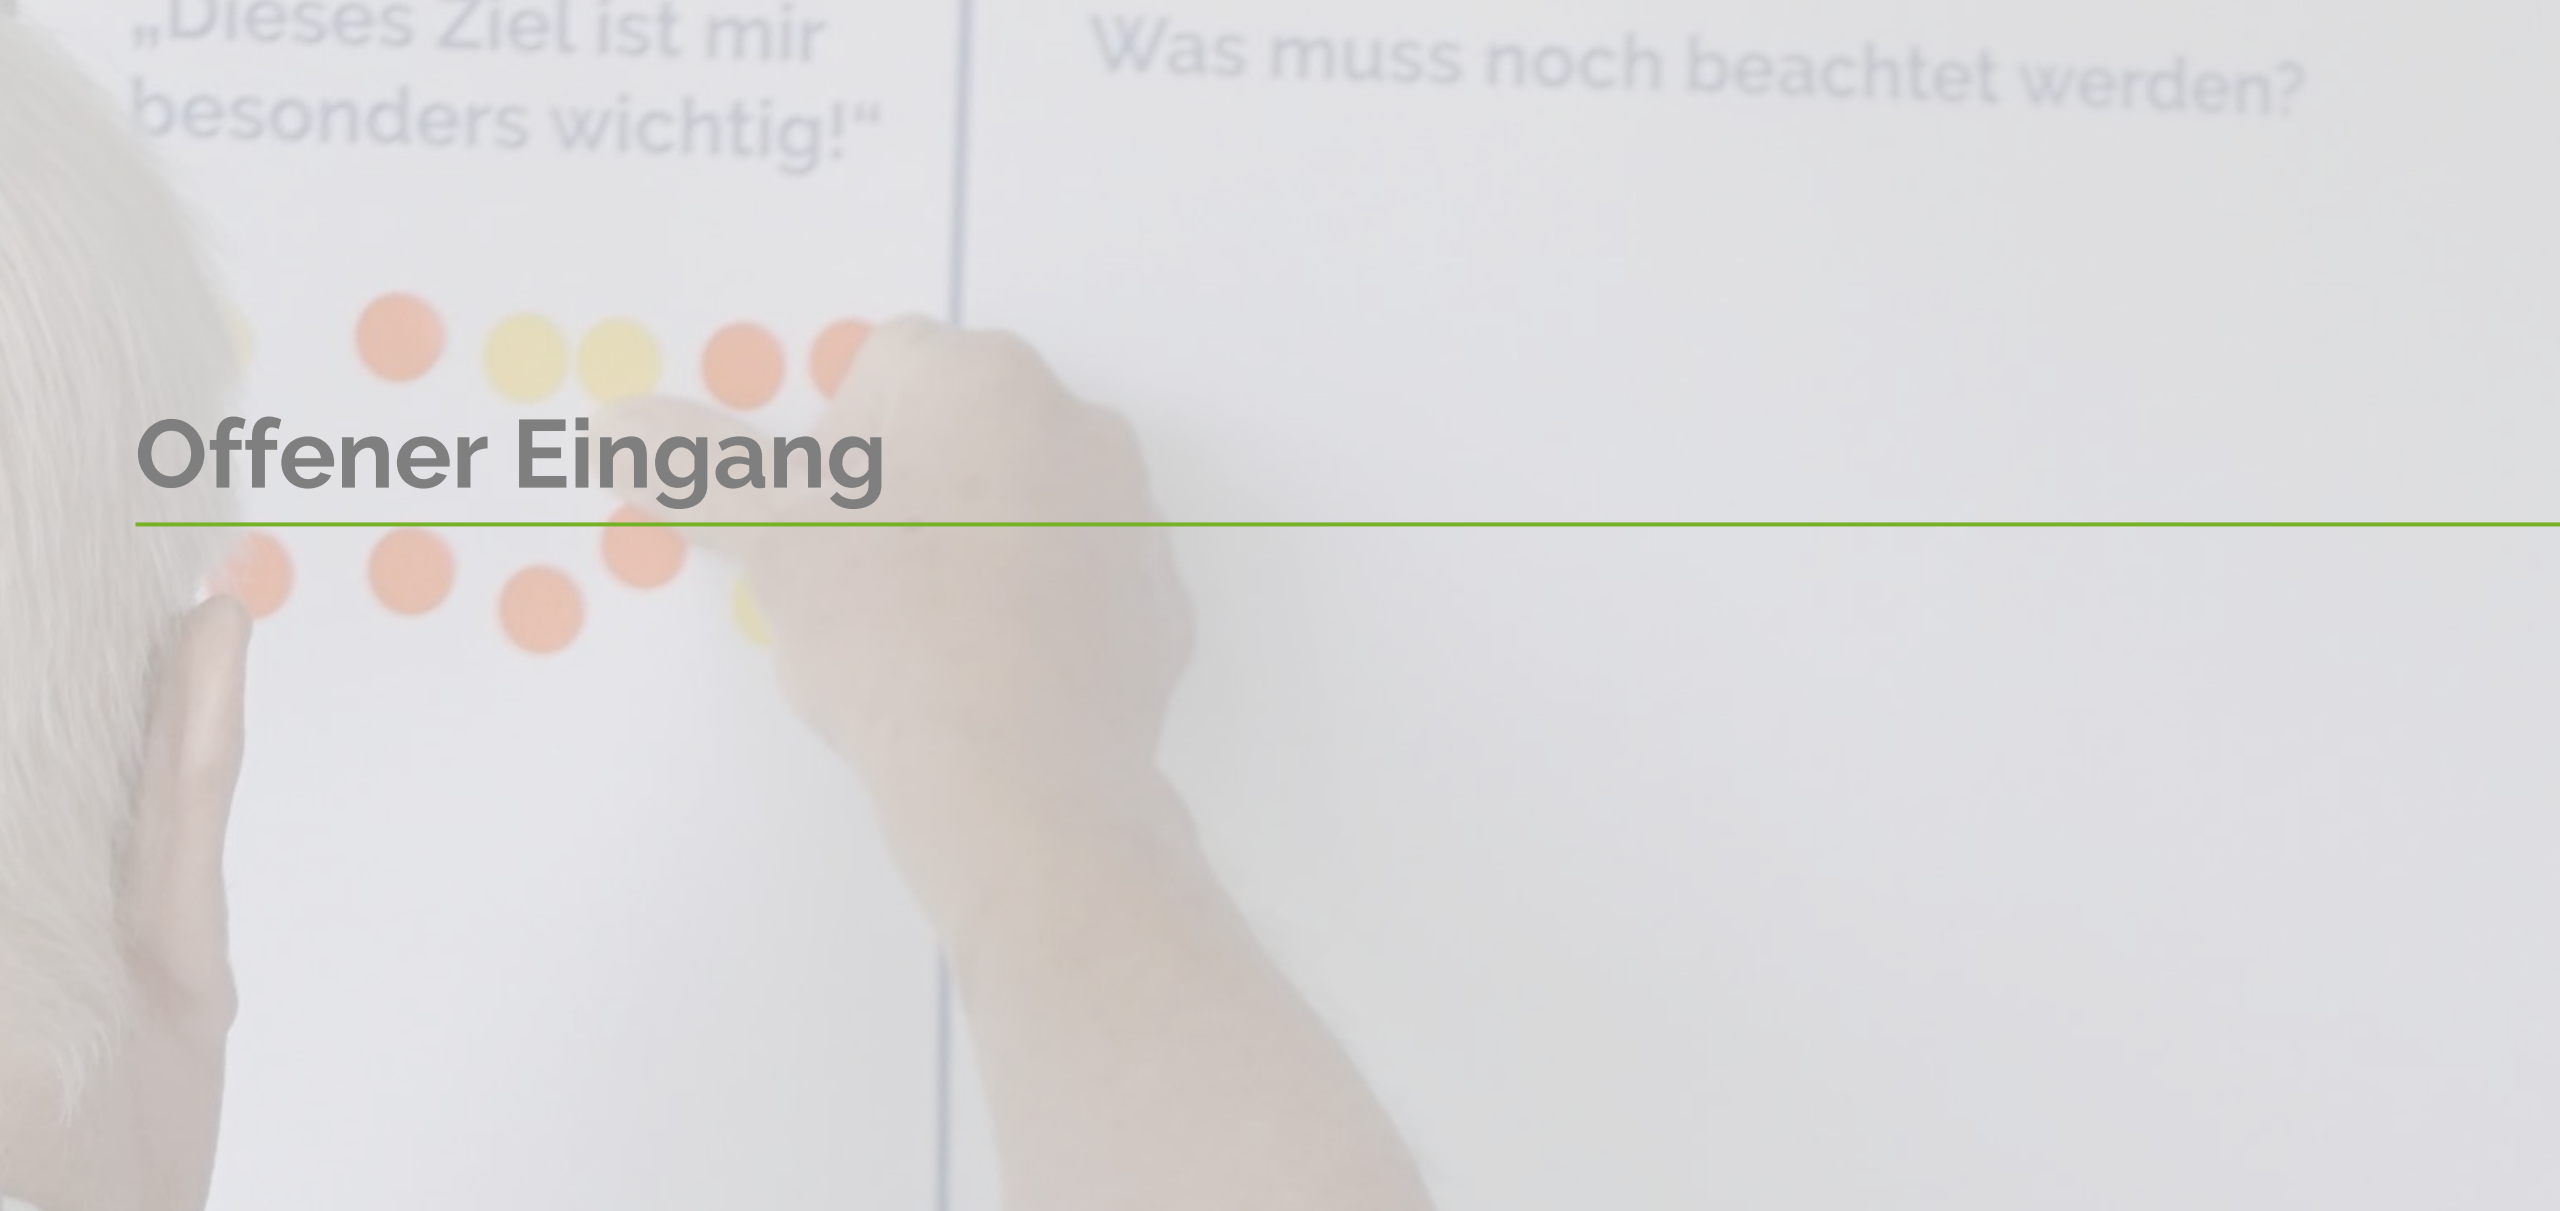 „Dieses Ziel ist mir
besonders wichtig!“
Was muss noch beachtet werden?
Offener Eingang